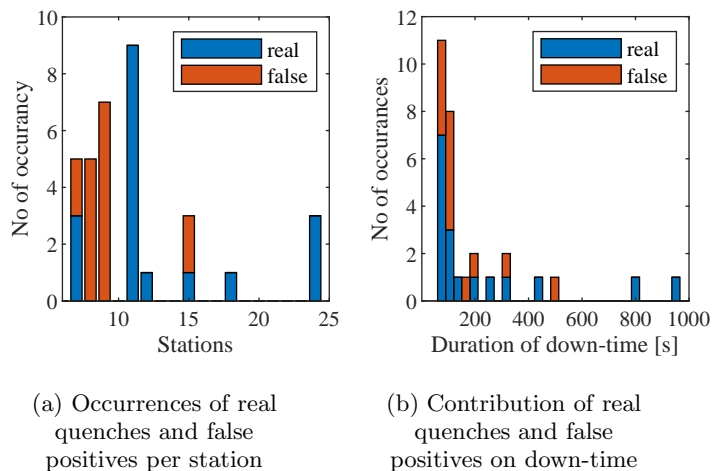 10
8
6
4
2
0
No of occurancy
real
false
10
15
20
25
Stations
(a) Occurrences of real
quenches and false
positives per station
12
10
8
6
4
2
0
No of occurances
real
false
200
400
600
800
1000
Duration of down-time [s]
(b) Contribution of real
quenches and false
positives on down-time